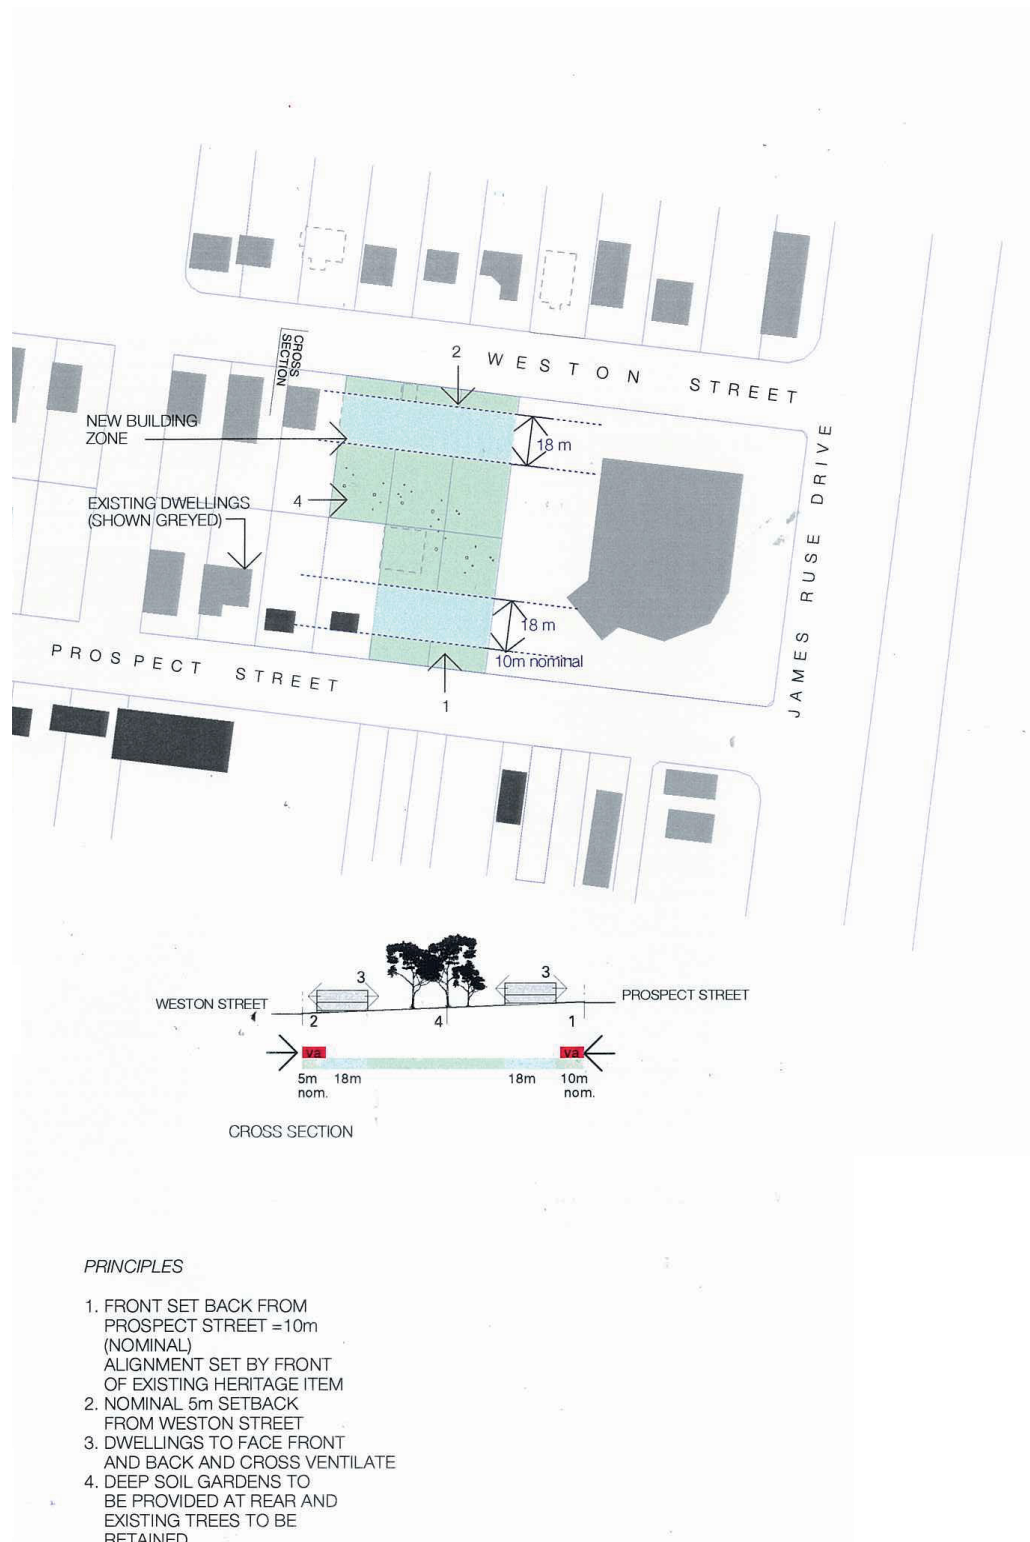 2 WESTON STREET
CROSS
SECTION
NEW BUILDING
ZONE
18 m
JAMES RUSE DRIVE
4
EXISTING DWELLINGS
(SHOWN GREYED)
18 m
10m nominal
PROSPECT STREET
1
3
3
WESTON STREET
PROSPECT STREET
2
4
1
va
va
5m
nom.
18m
18m
10m
nom.
CROSS SECTION
PRINCIPLES
1. FRONT SET BACK FROM
PROSPECT STREET =10m
(NOMINAL)
ALIGNMENT SET BY FRONT
OF EXISTING HERITAGE ITEM
2. NOMINAL 5m SETBACK
FROM WESTON STREET
3. DWELLINGS TO FACE FRONT
AND BACK AND CROSS VENTILATE
4. DEEP SOIL GARDENS TO
BE PROVIDED AT REAR AND
EXISTING TREES TO BE
RETAINED